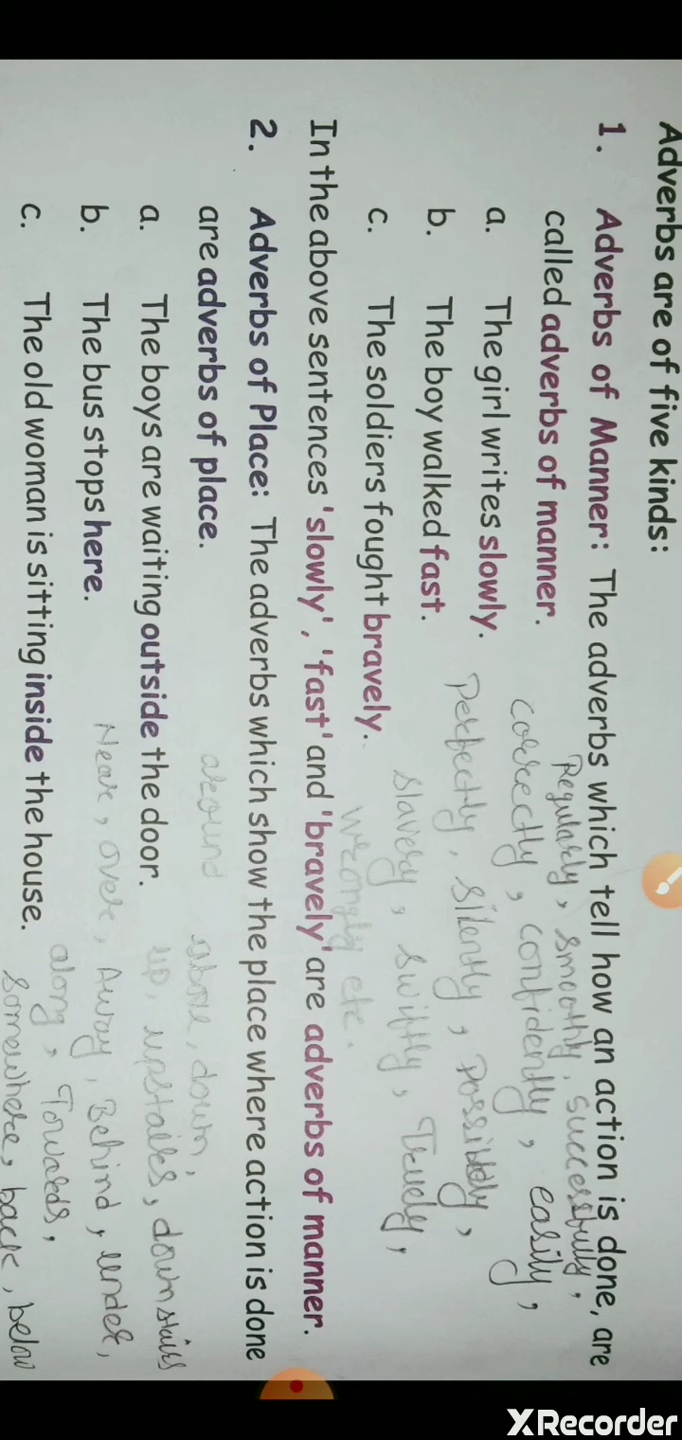 Adverbs are of five kinds:
1. Adverbs of Manner: The adverbs which tell how an action is done, are
Regularly, smoothly, successfully,
called adverbs of manner.
correctly, confidently, easily,
a. The girl writes slowly.
Perfectly, silently, possibly,
b. The boy walked fast.
slavery, swiftly, Truely,
c. The soldiers fought bravely.
wrongly etc.
In the above sentences 'slowly', 'fast' and 'bravely' are adverbs of manner.
2. Adverbs of Place: The adverbs which show the place where action is done
are adverbs of place.
around above, down,
a. The boys are waiting outside the door.
up, upstairs, downstairs
b. The bus stops here.
Near, over, Away, Behind, under,
along, Towards,
c. The old woman is sitting inside the house.
somewhere, back, below
XRecorder